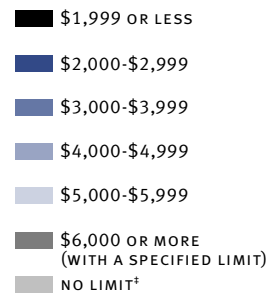 $1,999 OR LESS
$2,000-$2,999
$3,000-$3,999
$4,000-$4,999
$5,000-$5,999
$6,000 OR MORE
(WITH A SPECIFIED LIMIT)
NO LIMIT‡